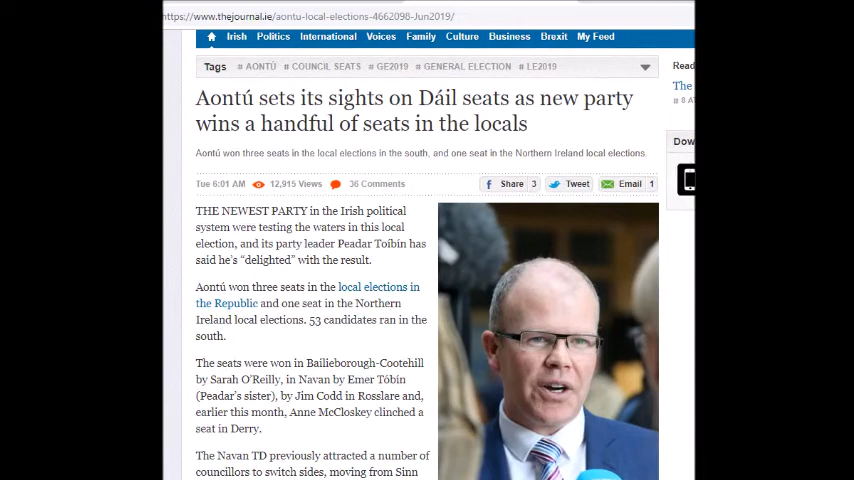 https://www.thejournal.ie/aontu-local-elections-4662098-Jun2019/
Irish Politics International Voices Family Culture Business Brexit My Feed
Tags # AONTÚ # COUNCIL SEATS # GE2019 # GENERAL ELECTION # LE2019
Read
The
# 8 A
Aontú sets its sights on Dáil seats as new party
wins a handful of seats in the locals
Dow
Aontú won three seats in the local elections in the south, and one seat in the Northern Ireland local elections.
Tue 6:01 AM 12,915 Views 36 Comments Share 3 Tweet Email 1
THE NEWEST PARTY in the Irish political
system were testing the waters in this local
election, and its party leader Peadar Toíbín has
said he's “delighted” with the result.
Aontú won three seats in the local elections in
the Republic and one seat in the Northern
Ireland local elections. 53 candidates ran in the
south.
The seats were won in Bailieborough-Cootehill
by Sarah O'Reilly, in Navan by Emer Tóbín
(Peadar's sister), by Jim Codd in Rosslare and,
earlier this month, Anne McCloskey clinched a
seat in Derry.
The Navan TD previously attracted a number of
councillors to switch sides, moving from Sinn